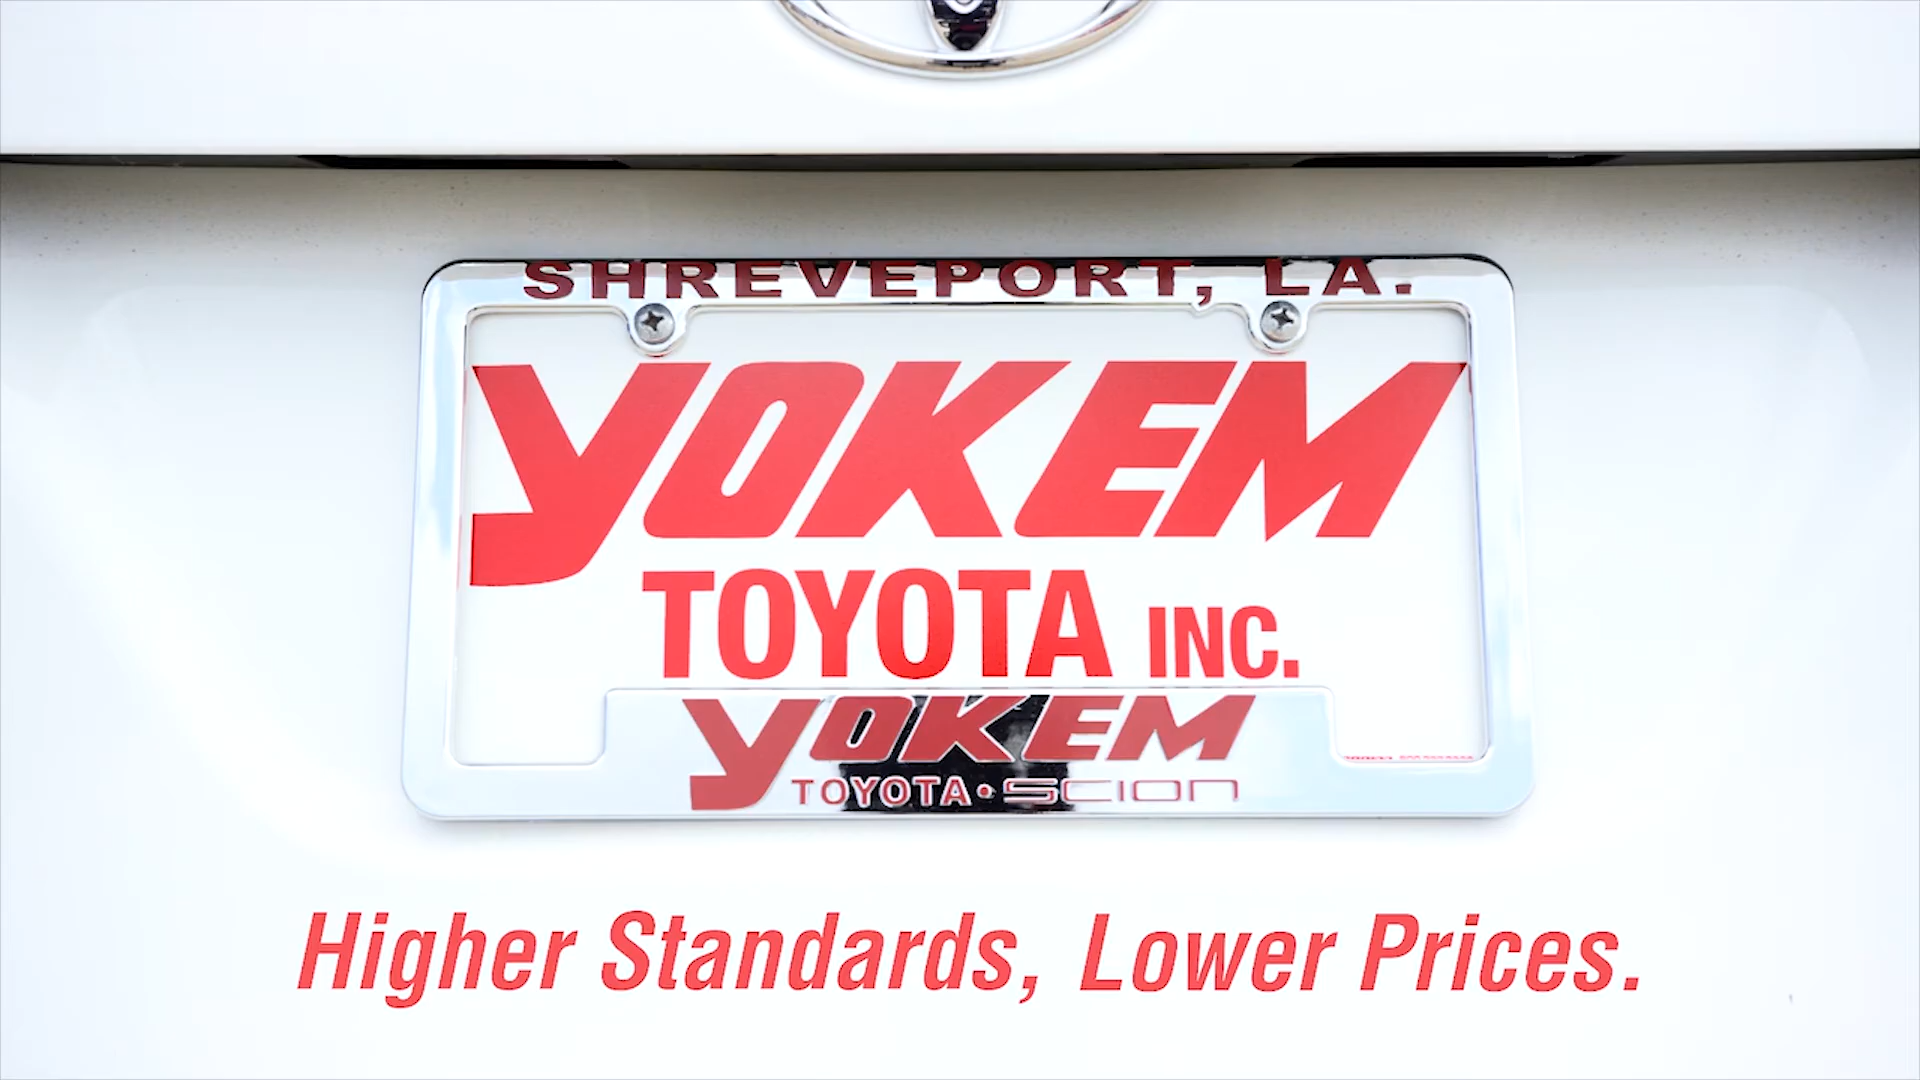 SHREVEPORT, LA.
YOKEM
TOYOTA INC.
YOKEM
TOYOTA • SCION
Higher Standards, Lower Prices.